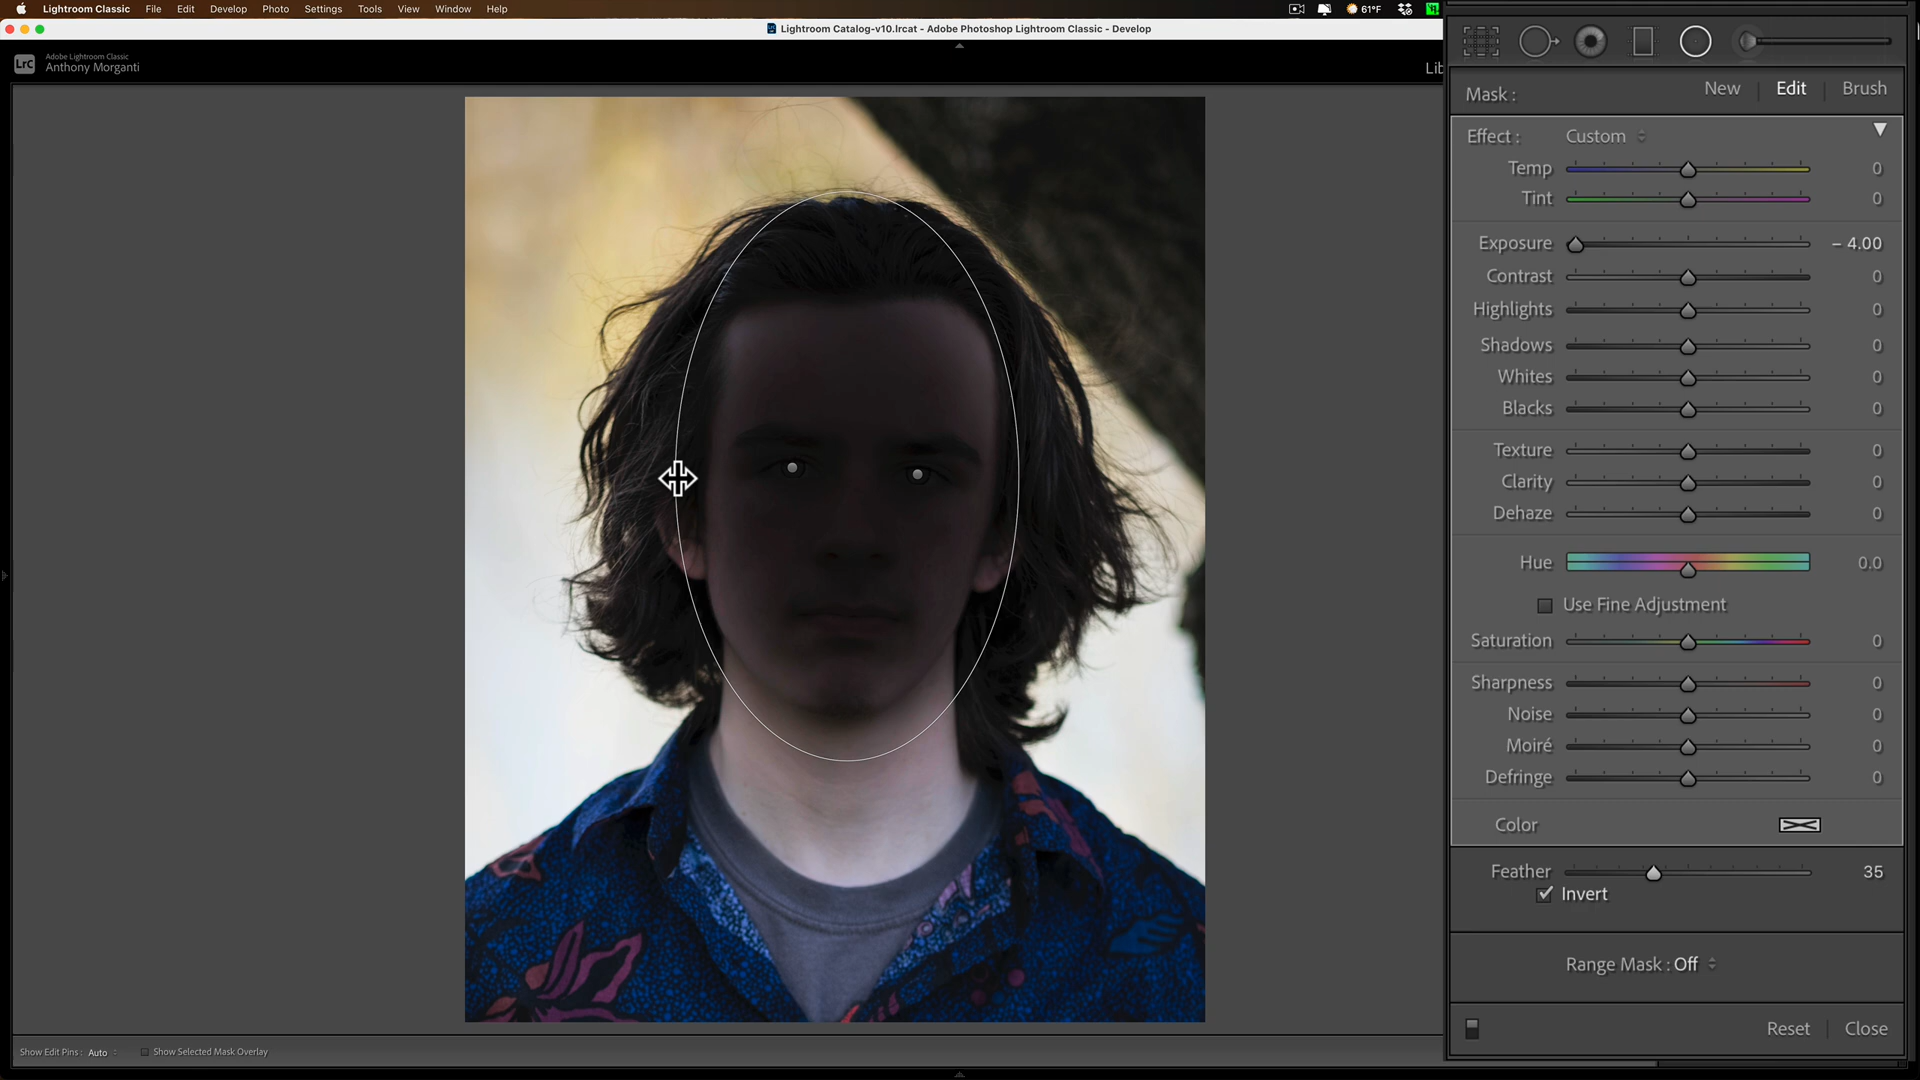 Lightroom Classic File Edit Develop Photo Settings Tools View Window Help 61°F
Lightroom Catalog-v10.lrcat - Adobe Photoshop Lightroom Classic - Develop
LrC Adobe Lightroom Classic
Anthony Morganti
Lib
Mask : New Edit Brush
Effect : Custom
Temp 0
Tint 0
Exposure – 4.00
Contrast 0
Highlights 0
Shadows 0
Whites 0
Blacks 0
Texture 0
Clarity 0
Dehaze 0
Hue 0.0
Use Fine Adjustment
Saturation 0
Sharpness 0
Noise 0
Moiré 0
Defringe 0
Color
Feather 35
Invert
Range Mask : Off
Reset Close
Show Edit Pins : Auto Show Selected Mask Overlay